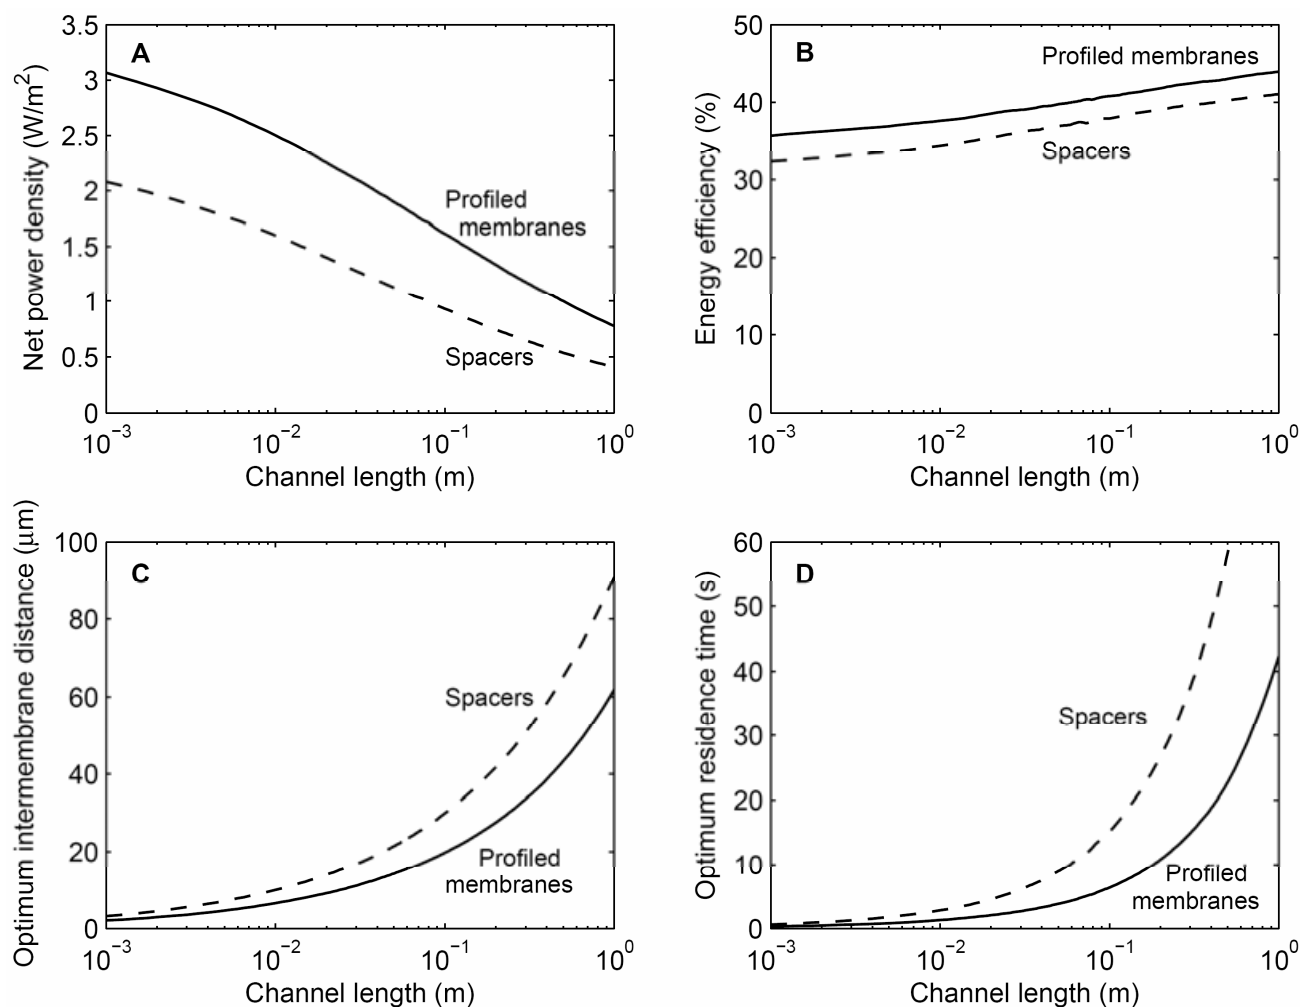 A
Net power density (W/m²)
3.5
3
2.5
2
1.5
1
0.5
0
Profiled
membranes
Spacers
10⁻³ 10⁻² 10⁻¹ 10⁰
Channel length (m)
B
Energy efficiency (%)
50
40
30
20
10
0
Profiled membranes
Spacers
10⁻³ 10⁻² 10⁻¹ 10⁰
Channel length (m)
C
Optimum intermembrane distance (μm)
100
80
60
40
20
0
Spacers
Profiled
membranes
10⁻³ 10⁻² 10⁻¹ 10⁰
Channel length (m)
D
Optimum residence time (s)
60
50
40
30
20
10
0
Spacers
Profiled
membranes
10⁻³ 10⁻² 10⁻¹ 10⁰
Channel length (m)